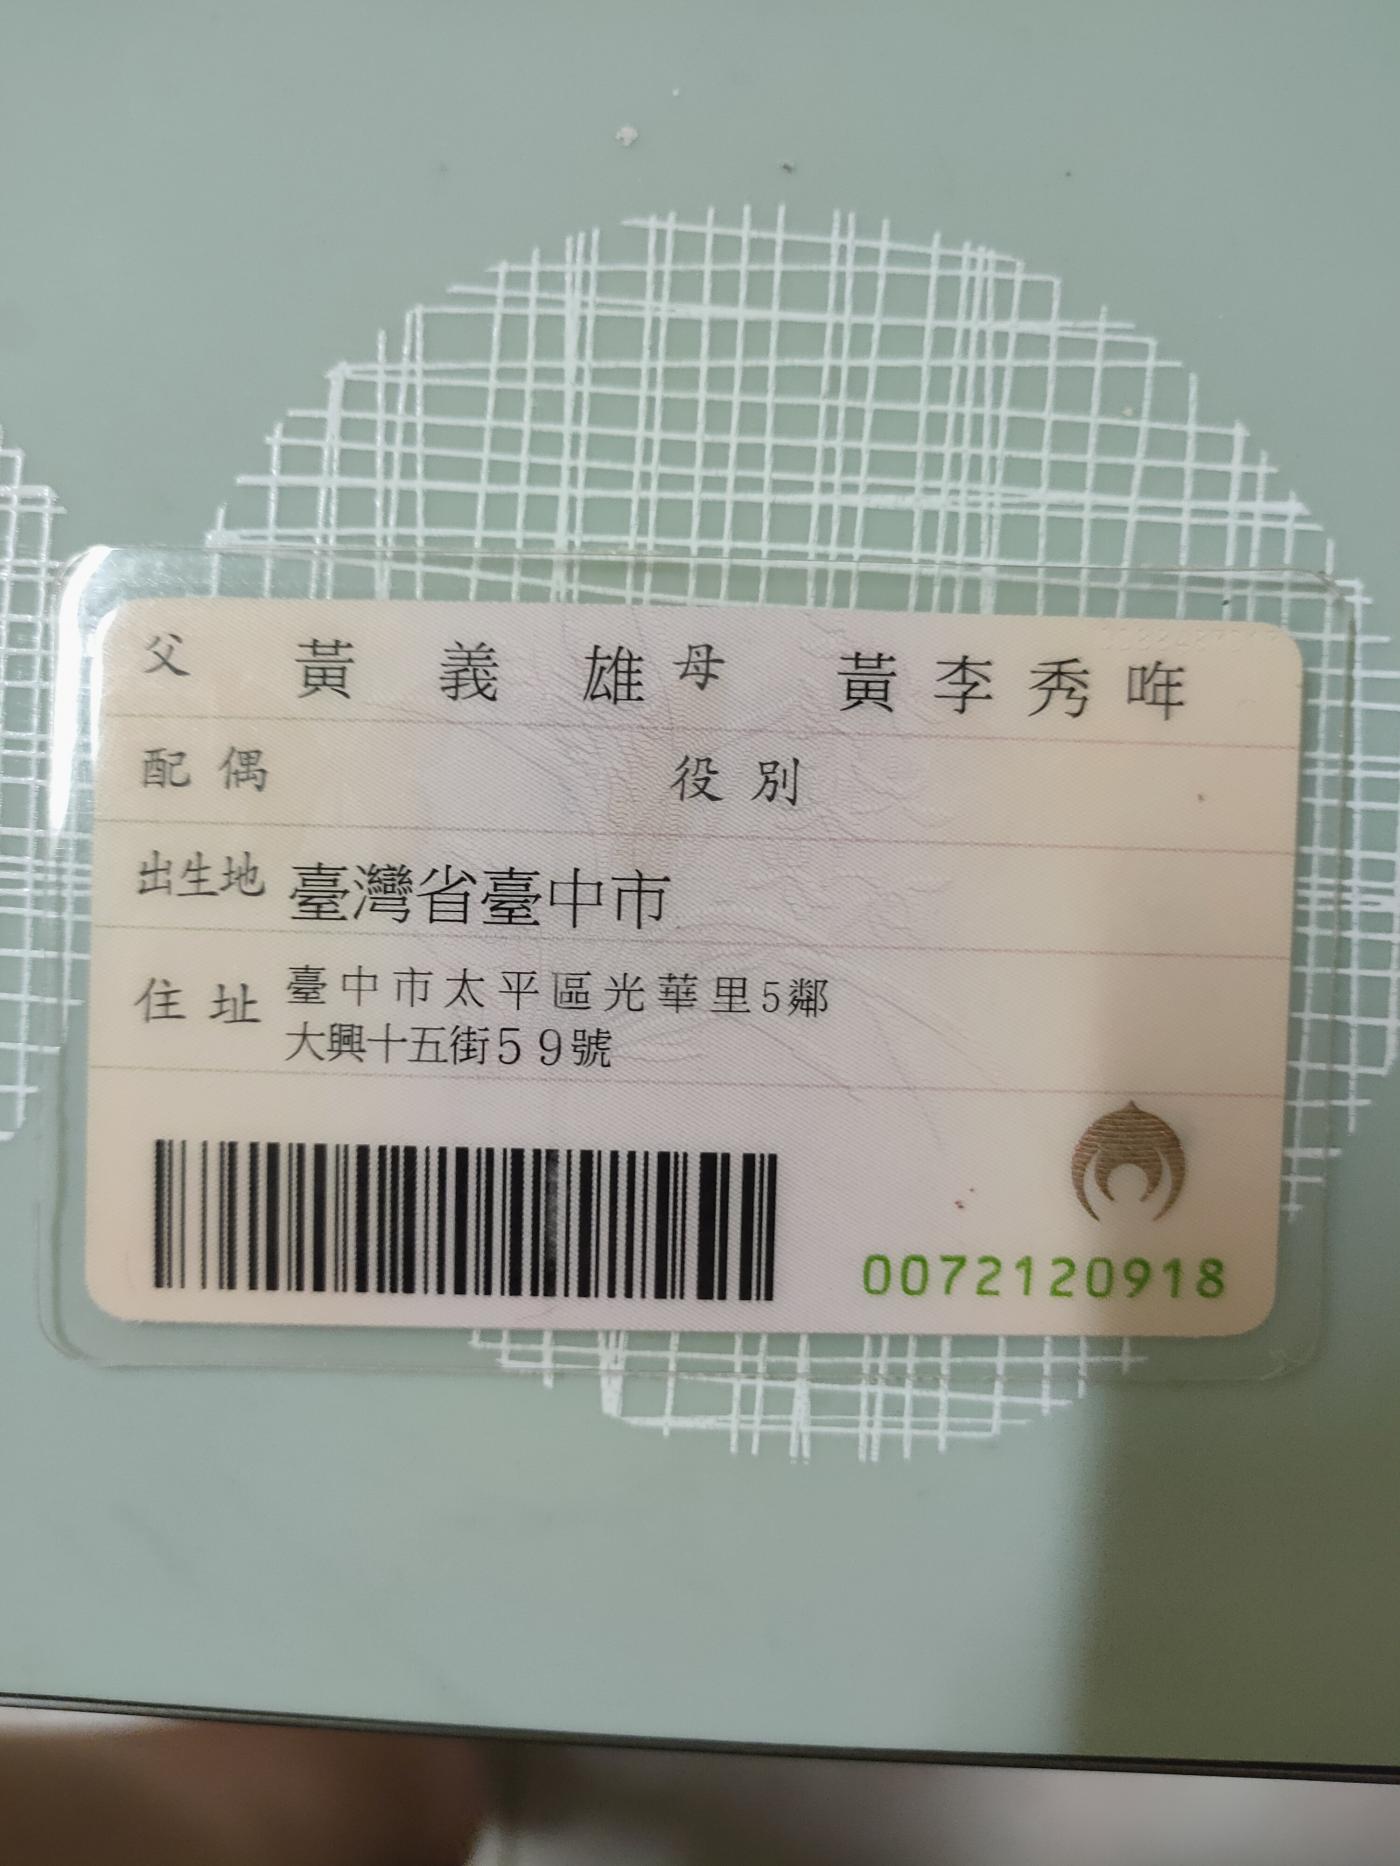 父 黃義雄 母 黃李秀年
配偶 役別
出生地 臺灣省臺中市
住址 臺中市太平區光華里5鄰
大興十五街59號
0072120918